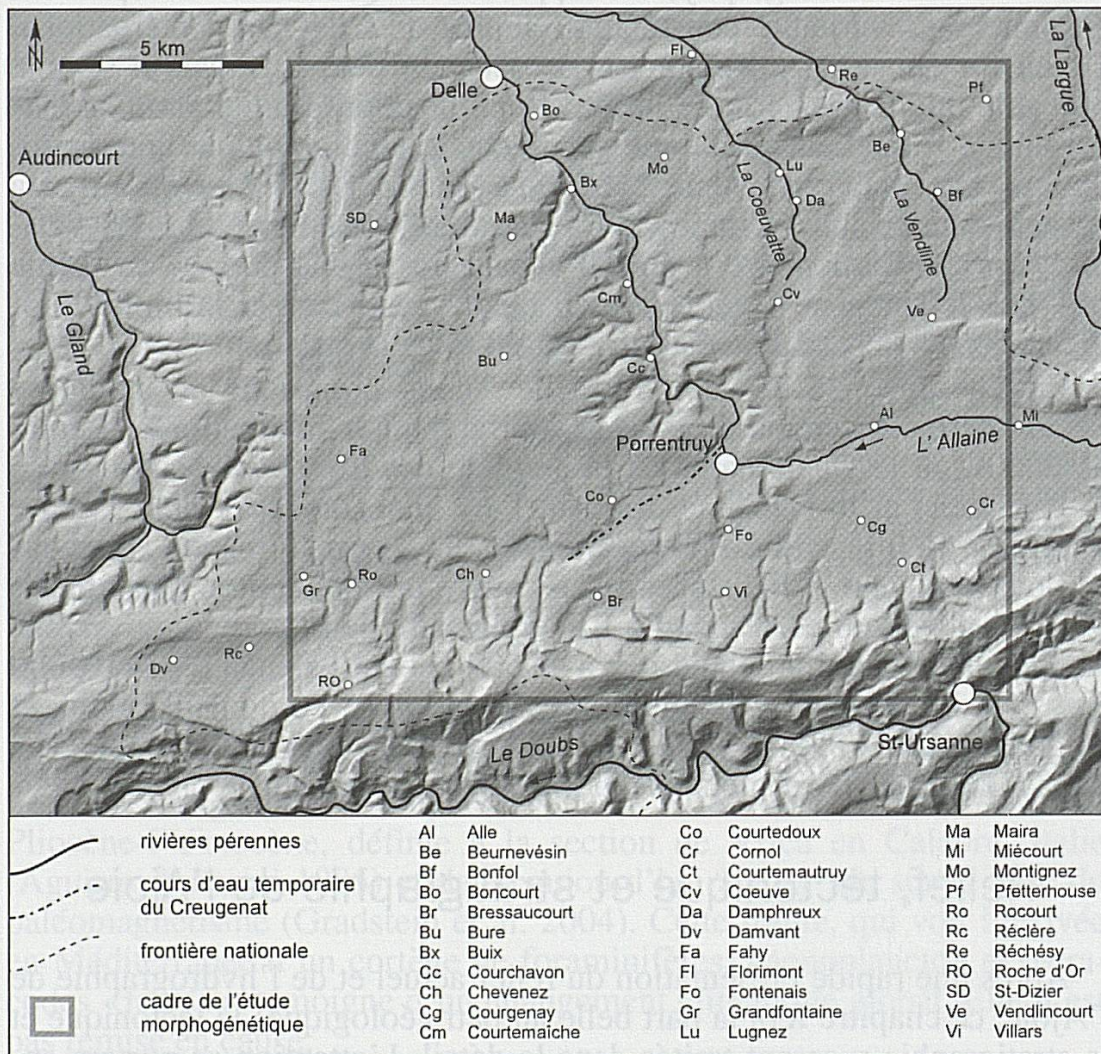 N
5 km
Delle
Audincourt
Fl
Re
Pf
La Largue
Bo
Mo
Be
Lu
Bx
La Coeuvatte
Da
Bf
La Vendline
SD
Ma
Cm
Cv
Ve
Le Gland
Bu
Cc
Al
Mi
L' Allaine
Porrentruy
Fa
Co
Cr
Cg
Fo
Ct
Gr
Ro
Ch
Br
Vi
Dv
Rc
RO
Le Doubs
St-Ursanne
rivières pérennes
cours d'eau temporaire
du Creugenat
frontière nationale
cadre de l'étude
morphogénétique
Al Alle
Be Beurnevésin
Bf Bonfol
Bo Boncourt
Br Bressaucourt
Bu Bure
Bx Buix
Cc Courchavon
Ch Chevenez
Cg Courgenay
Cm Courtemaîche
Co Courtedoux
Cr Cornol
Ct Courtemautruy
Cv Coeuve
Da Damphreux
Dv Damvant
Fa Fahy
Fl Florimont
Fo Fontenais
Gr Grandfontaine
Lu Lugnez
Ma Maira
Mi Miécourt
Mo Montignez
Pf Pfetterhouse
Ro Rocourt
Rc Réclère
Re Réchésy
RO Roche d'Or
SD St-Dizier
Ve Vendlincourt
Vi Villars